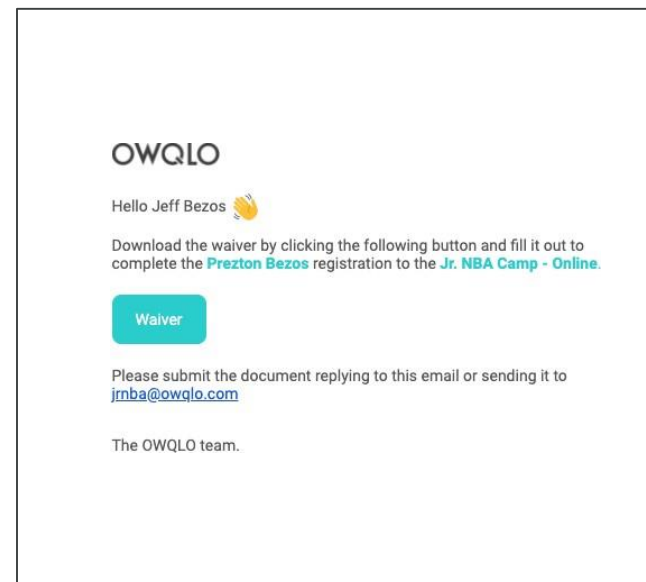 OWQLO
Hello Jeff Bezos 👋
Download the waiver by clicking the following button and fill it out to
complete the Prezton Bezos registration to the Jr. NBA Camp - Online.
Waiver
Please submit the document replying to this email or sending it to
jrnba@owqlo.com
The OWQLO team.